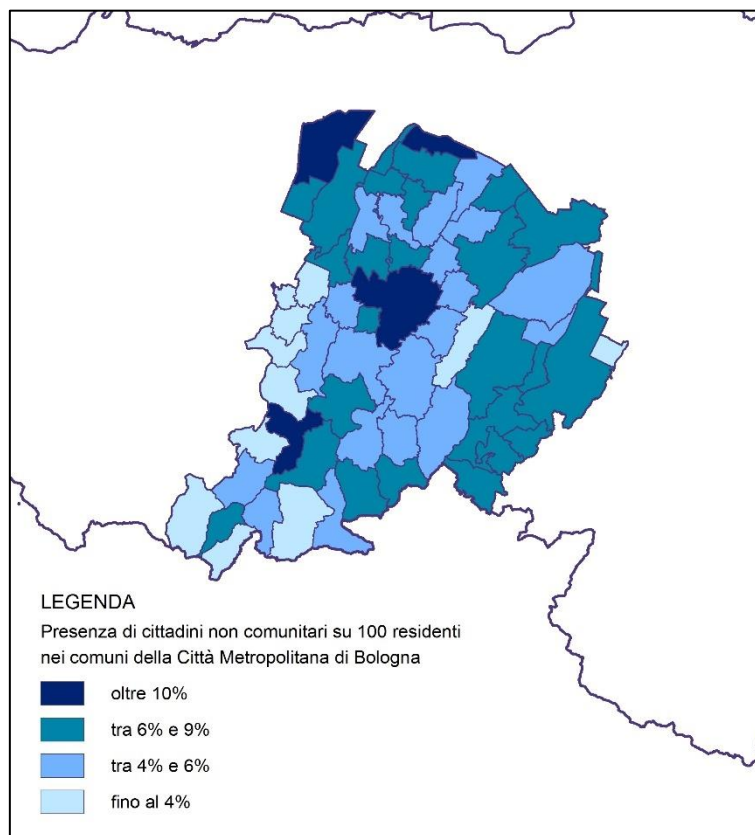 LEGENDA
Presenza di cittadini non comunitari su 100 residenti
nei comuni della Città Metropolitana di Bologna
oltre 10%
tra 6% e 9%
tra 4% e 6%
fino al 4%